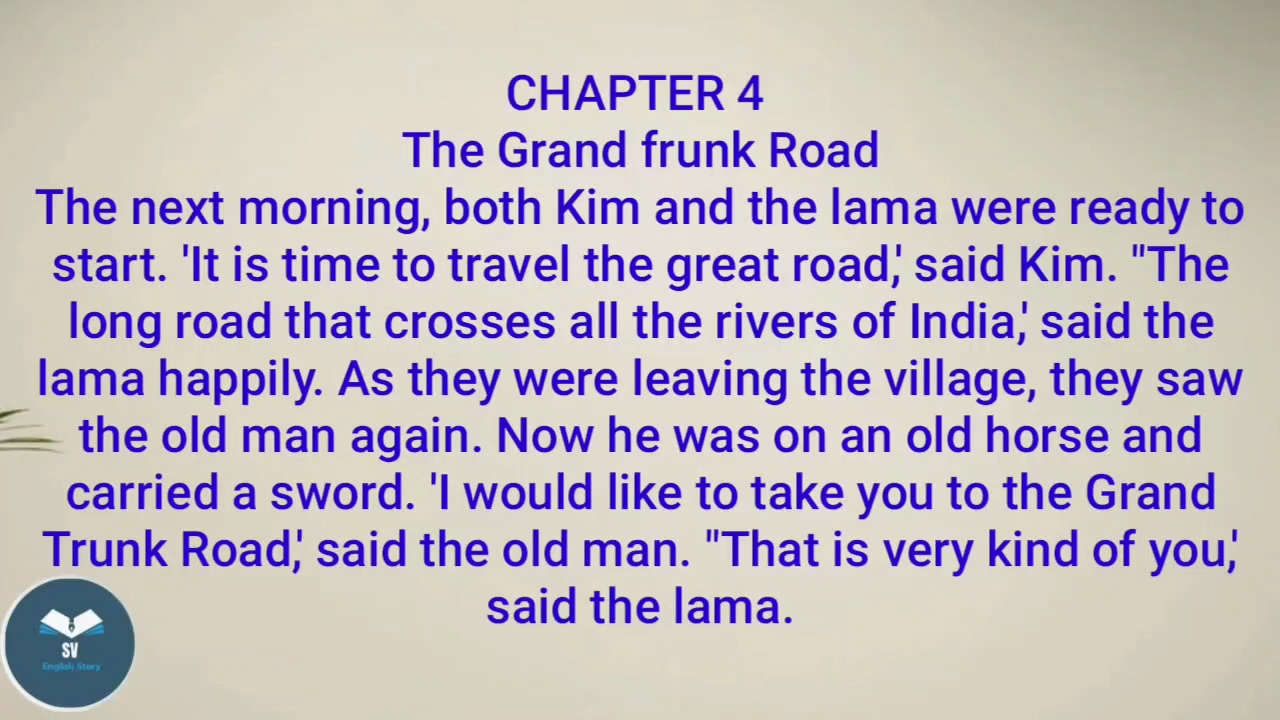 CHAPTER 4
The Grand frunk Road
The next morning, both Kim and the lama were ready to
start. 'It is time to travel the great road,' said Kim. "The
long road that crosses all the rivers of India,' said the
lama happily. As they were leaving the village, they saw
the old man again. Now he was on an old horse and
carried a sword. 'I would like to take you to the Grand
Trunk Road,' said the old man. "That is very kind of you,'
said the lama.
SV
English Story